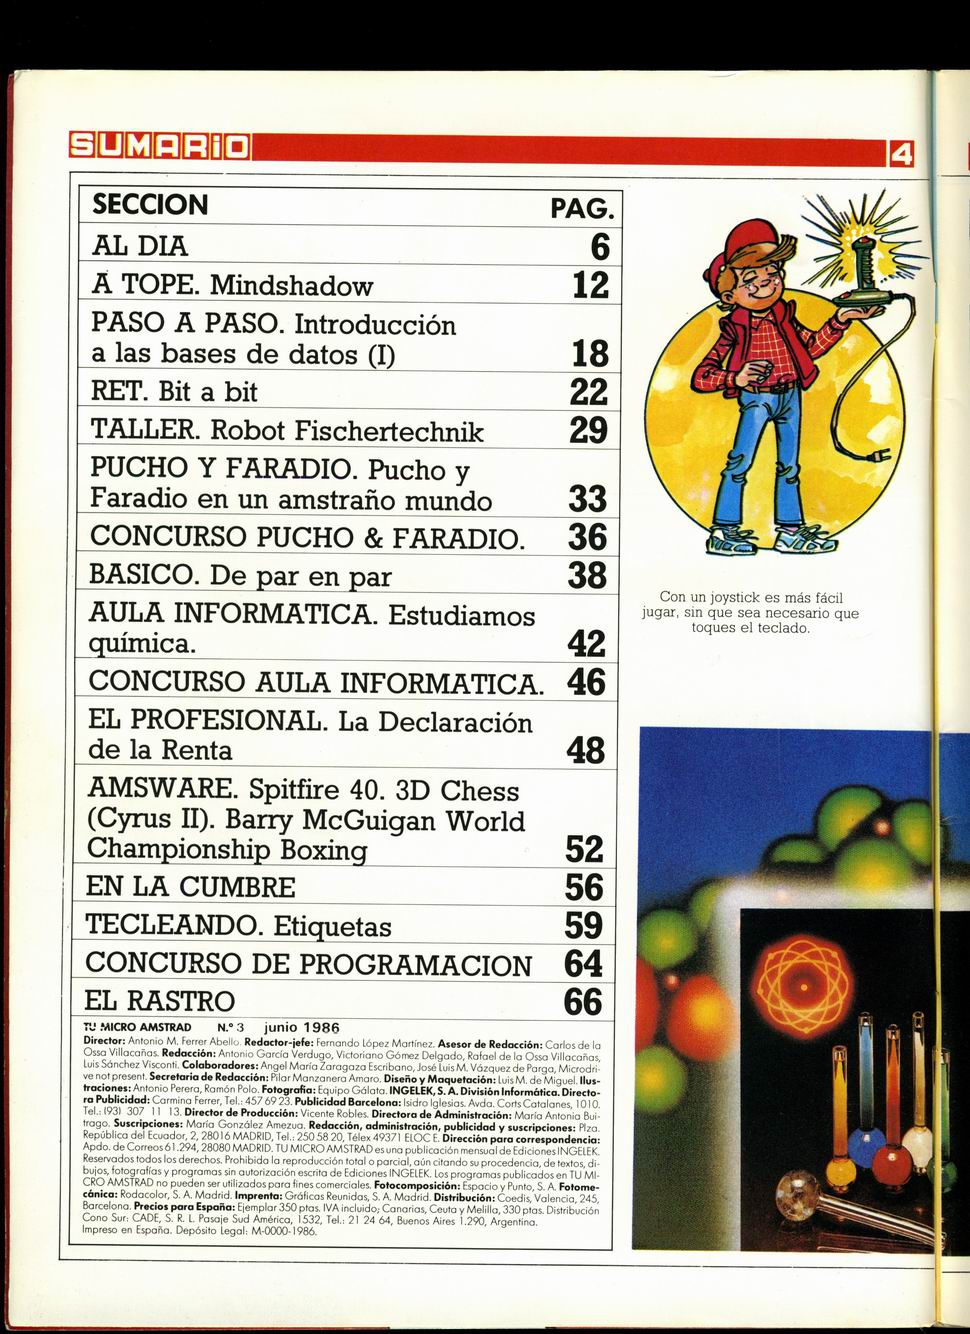 SUMARIO
4
SECCION PAG.
AL DIA 6
A TOPE. Mindshadow 12
PASO A PASO. Introducción
a las bases de datos (I) 18
RET. Bit a bit 22
TALLER. Robot Fischertechnik 29
PUCHO Y FARADIO. Pucho y
Faradio en un amstraño mundo 33
CONCURSO PUCHO & FARADIO. 36
BASICO. De par en par 38
AULA INFORMATICA. Estudiamos
química. 42
CONCURSO AULA INFORMATICA. 46
EL PROFESIONAL. La Declaración
de la Renta 48
AMSWARE. Spitfire 40. 3D Chess
(Cyrus II). Barry McGuigan World
Championship Boxing 52
EN LA CUMBRE 56
TECLEANDO. Etiquetas 59
CONCURSO DE PROGRAMACION 64
EL RASTRO 66
TU MICRO AMSTRAD N.º 3 junio 1986
Director: Antonio M. Ferrer Abello. Redactor-jefe: Fernando López Martínez. Asesor de Redacción: Carlos de la
Ossa Villacañas. Redacción: Antonio García Verdugo, Victoriano Gómez Delgado, Rafael de la Ossa Villacañas,
Luis Sánchez Visconti. Colaboradores: Angel María Zaragoza Escribano, José Luis M. Vázquez de Parga, Microdri-
ve not present. Secretaria de Redacción: Pilar Manzanera Amaro. Diseño y Maquetación: Luis M. de Miguel. Ilus-
traciones: Antonio Perera, Ramón Polo. Fotografía: Equipo Gálata. INGELEK, S. A. División Informática. Directo-
ra Publicidad: Carmina Ferrer, Tel.: 457 69 23. Publicidad Barcelona: Isidro Iglesias. Avda. Corts Catalanes, 1010.
Tel.: (93) 307 11 13. Director de Producción: Vicente Robles. Directora de Administración: María Antonia Bui-
trago. Suscripciones: María González Amezua. Redacción, administración, publicidad y suscripciones: Plza.
República del Ecuador, 2, 28016 MADRID, Tel.: 250 58 20, Télex 49371 ELOC E. Dirección para correspondencia:
Apdo. de Correos 61.294, 28080 MADRID. TU MICRO AMSTRAD es una publicación mensual de Ediciones INGELEK.
Reservados todos los derechos. Prohibida la reproducción total o parcial, aún citando su procedencia, de textos, di-
bujos, fotografías y programas sin autorización escrita de Ediciones INGELEK. Los programas publicados en TU MI-
CRO AMSTRAD no pueden ser utilizados para fines comerciales. Fotocomposición: Espacio y Punto, S. A. Fotome-
cánica: Rodacolor, S. A. Madrid. Imprenta: Gráficas Reunidas, S. A. Madrid. Distribución: Coedis, Valencia, 245,
Barcelona. Precios para España: Ejemplar 350 ptas. IVA incluido; Canarias, Ceuta y Melilla, 330 ptas. Distribución
Cono Sur: CADE, S. R. L. Pasaje Sud América, 1532, Tel.: 21 24 64, Buenos Aires 1.290, Argentina.
Impreso en España. Depósito Legal: M-0000-1986.
Con un joystick es más fácil
jugar, sin que sea necesario que
toques el teclado.